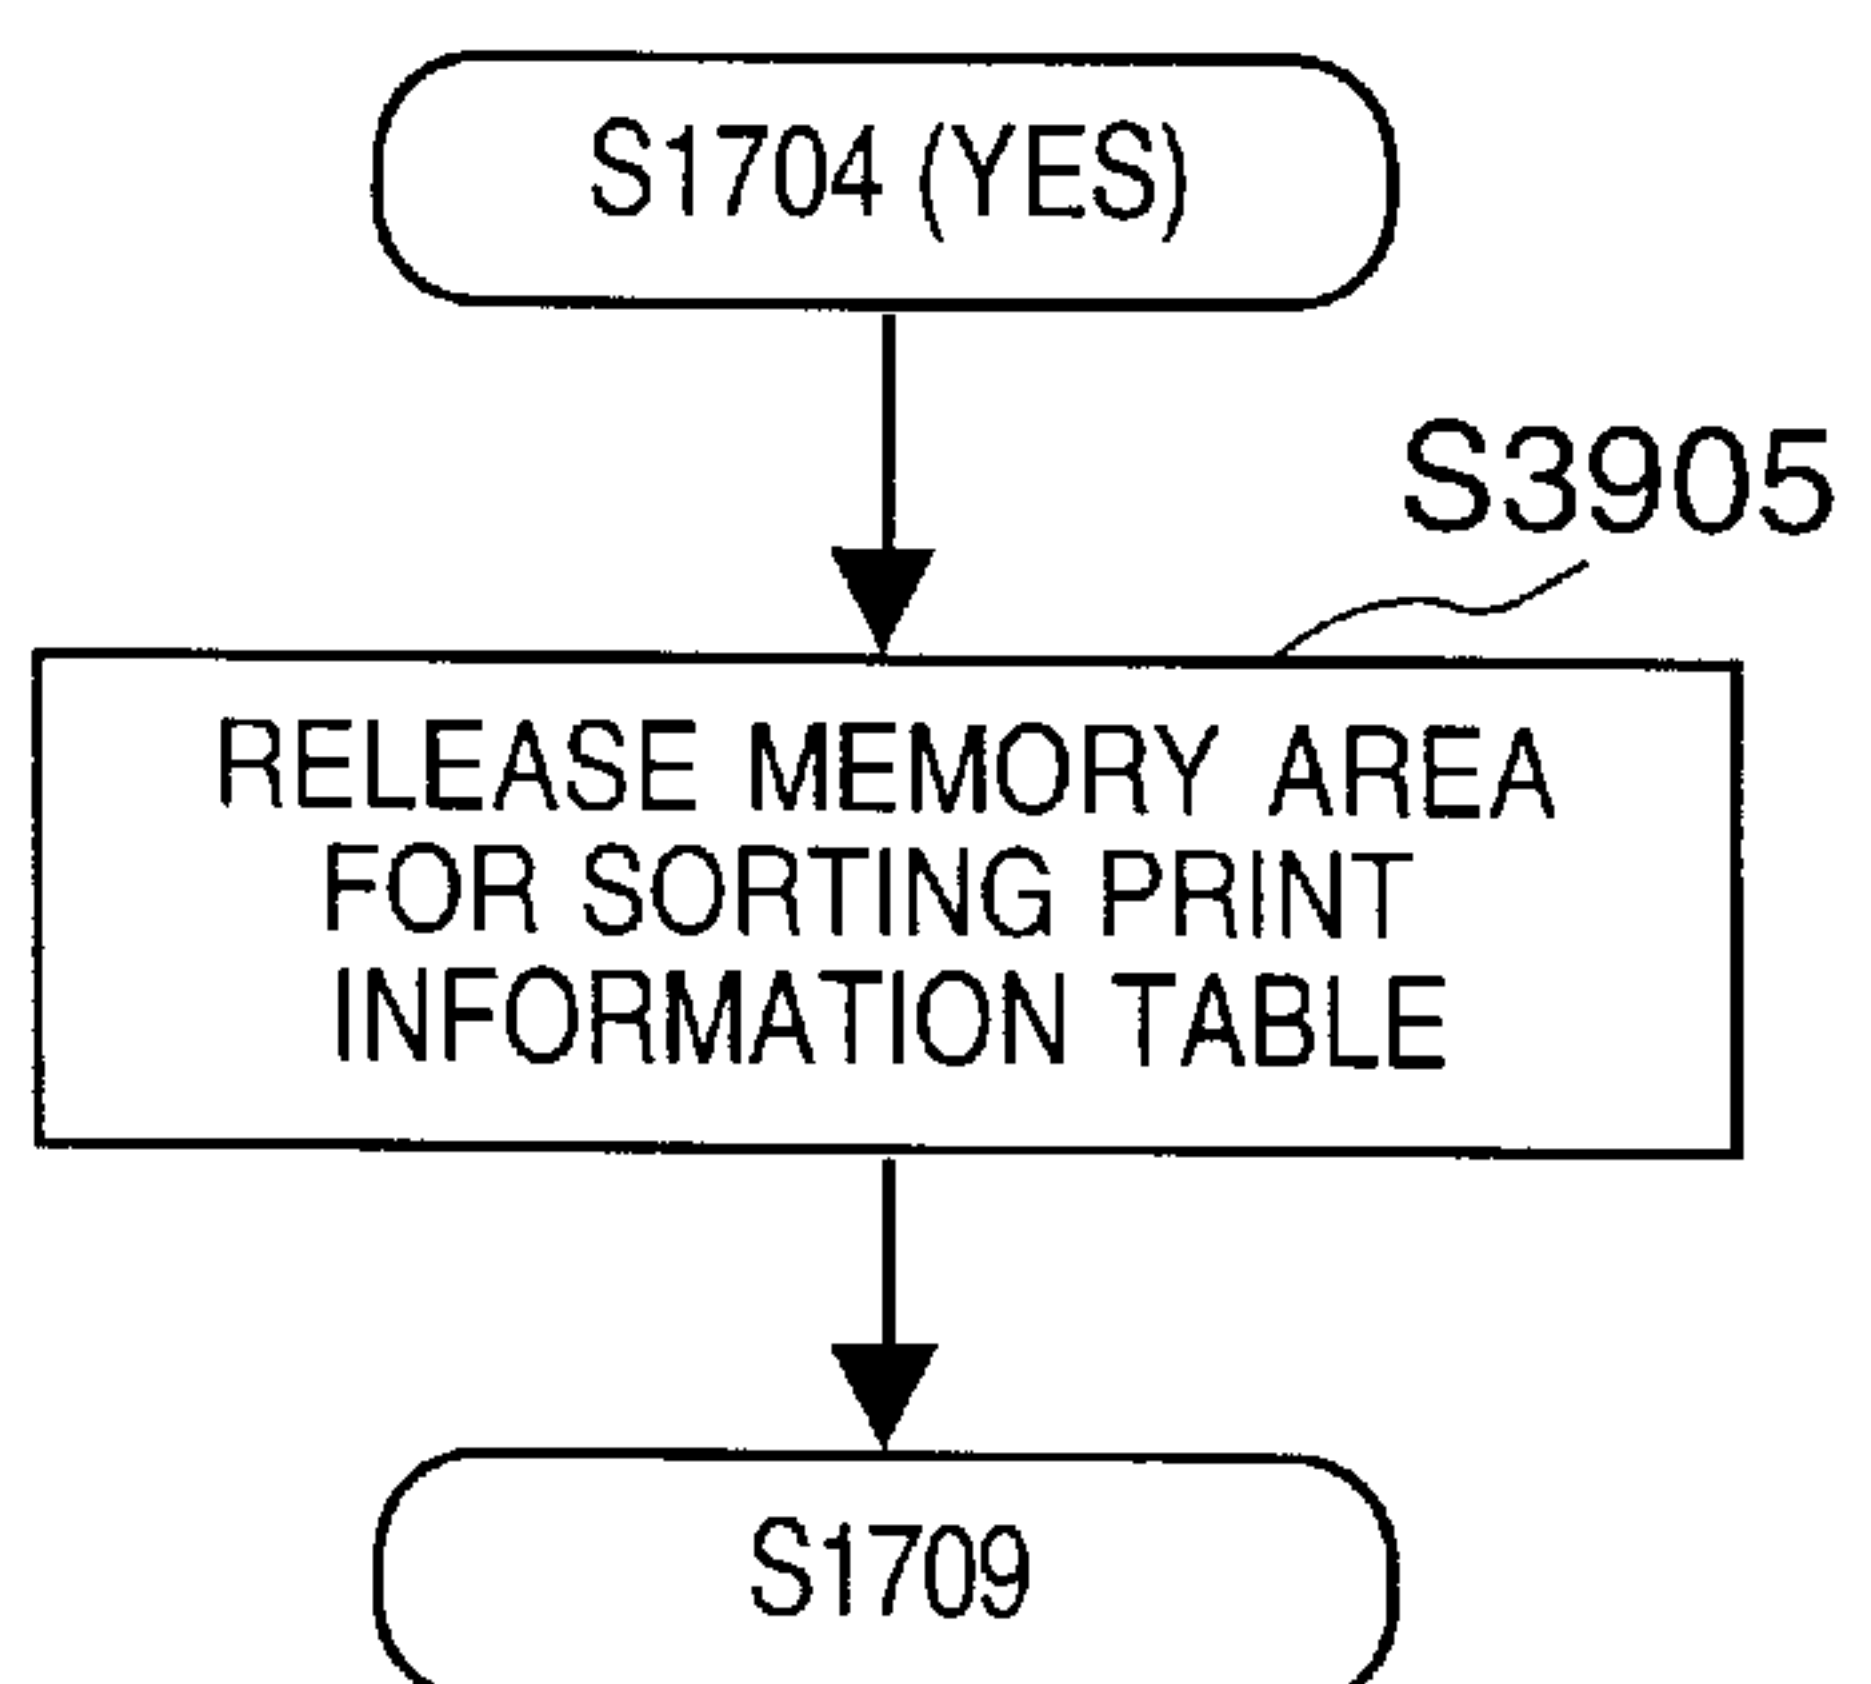 S1704 (YES)
S3905
RELEASE MEMORY AREA
FOR SORTING PRINT
INFORMATION TABLE
S1709